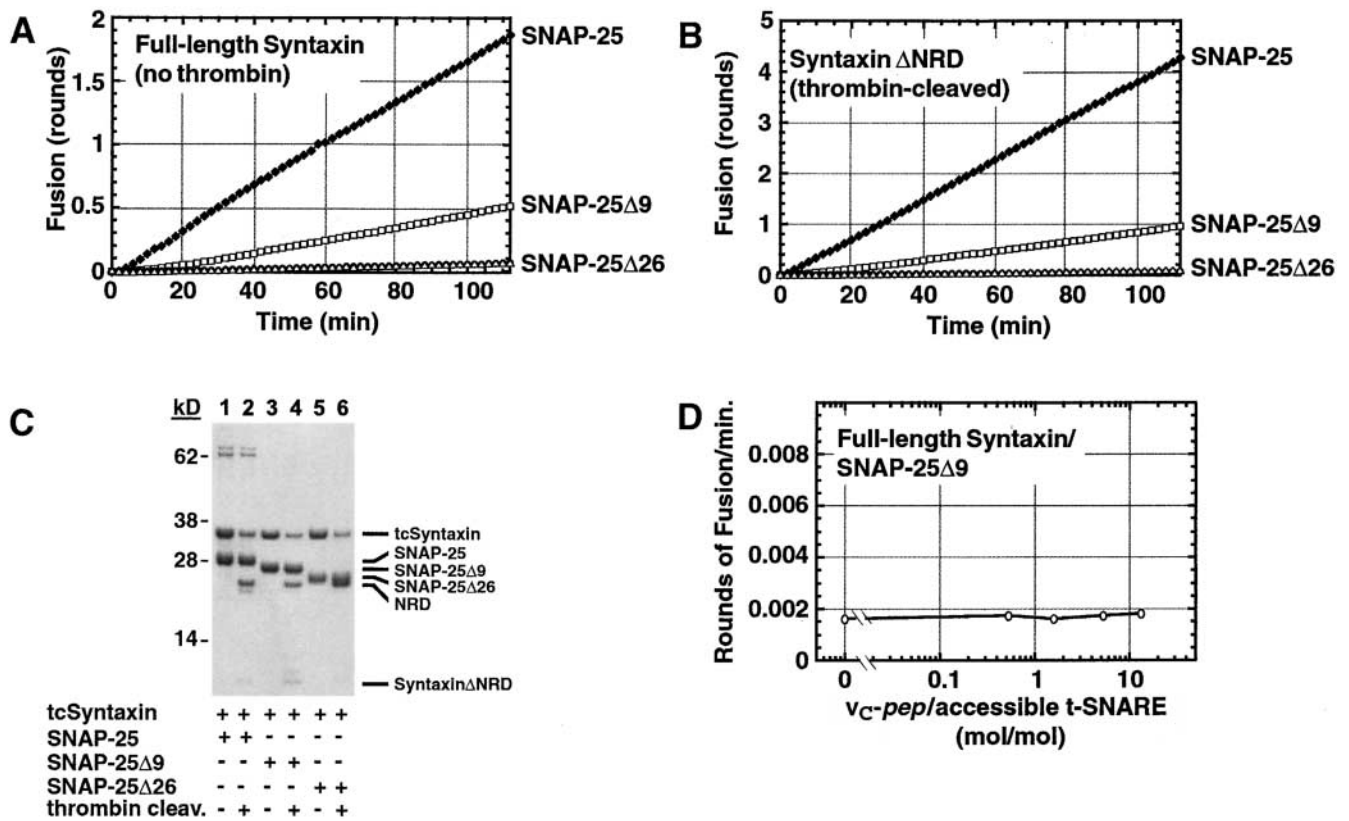 A
Full-length Syntaxin
(no thrombin)
Fusion (rounds)
2
1.5
1
0.5
0
0 20 40 60 80 100
Time (min)
SNAP-25
SNAP-25Δ9
SNAP-25Δ26
B
Syntaxin ΔNRD
(thrombin-cleaved)
Fusion (rounds)
5
4
3
2
1
0
0 20 40 60 80 100
Time (min)
SNAP-25
SNAP-25Δ9
SNAP-25Δ26
C
kD 1 2 3 4 5 6
62-
38-
28-
14-
tcSyntaxin
SNAP-25
SNAP-25Δ9
SNAP-25Δ26
NRD
SyntaxinΔNRD
tcSyntaxin + + + + + +
SNAP-25 + + - - - -
SNAP-25Δ9 - - + + - -
SNAP-25Δ26 - - - - + +
thrombin cleav. - + - + - +
D
Full-length Syntaxin/
SNAP-25Δ9
Rounds of Fusion/min.
0.008
0.006
0.004
0.002
0
0 0.1 1 10
vC-pep/accessible t-SNARE
(mol/mol)